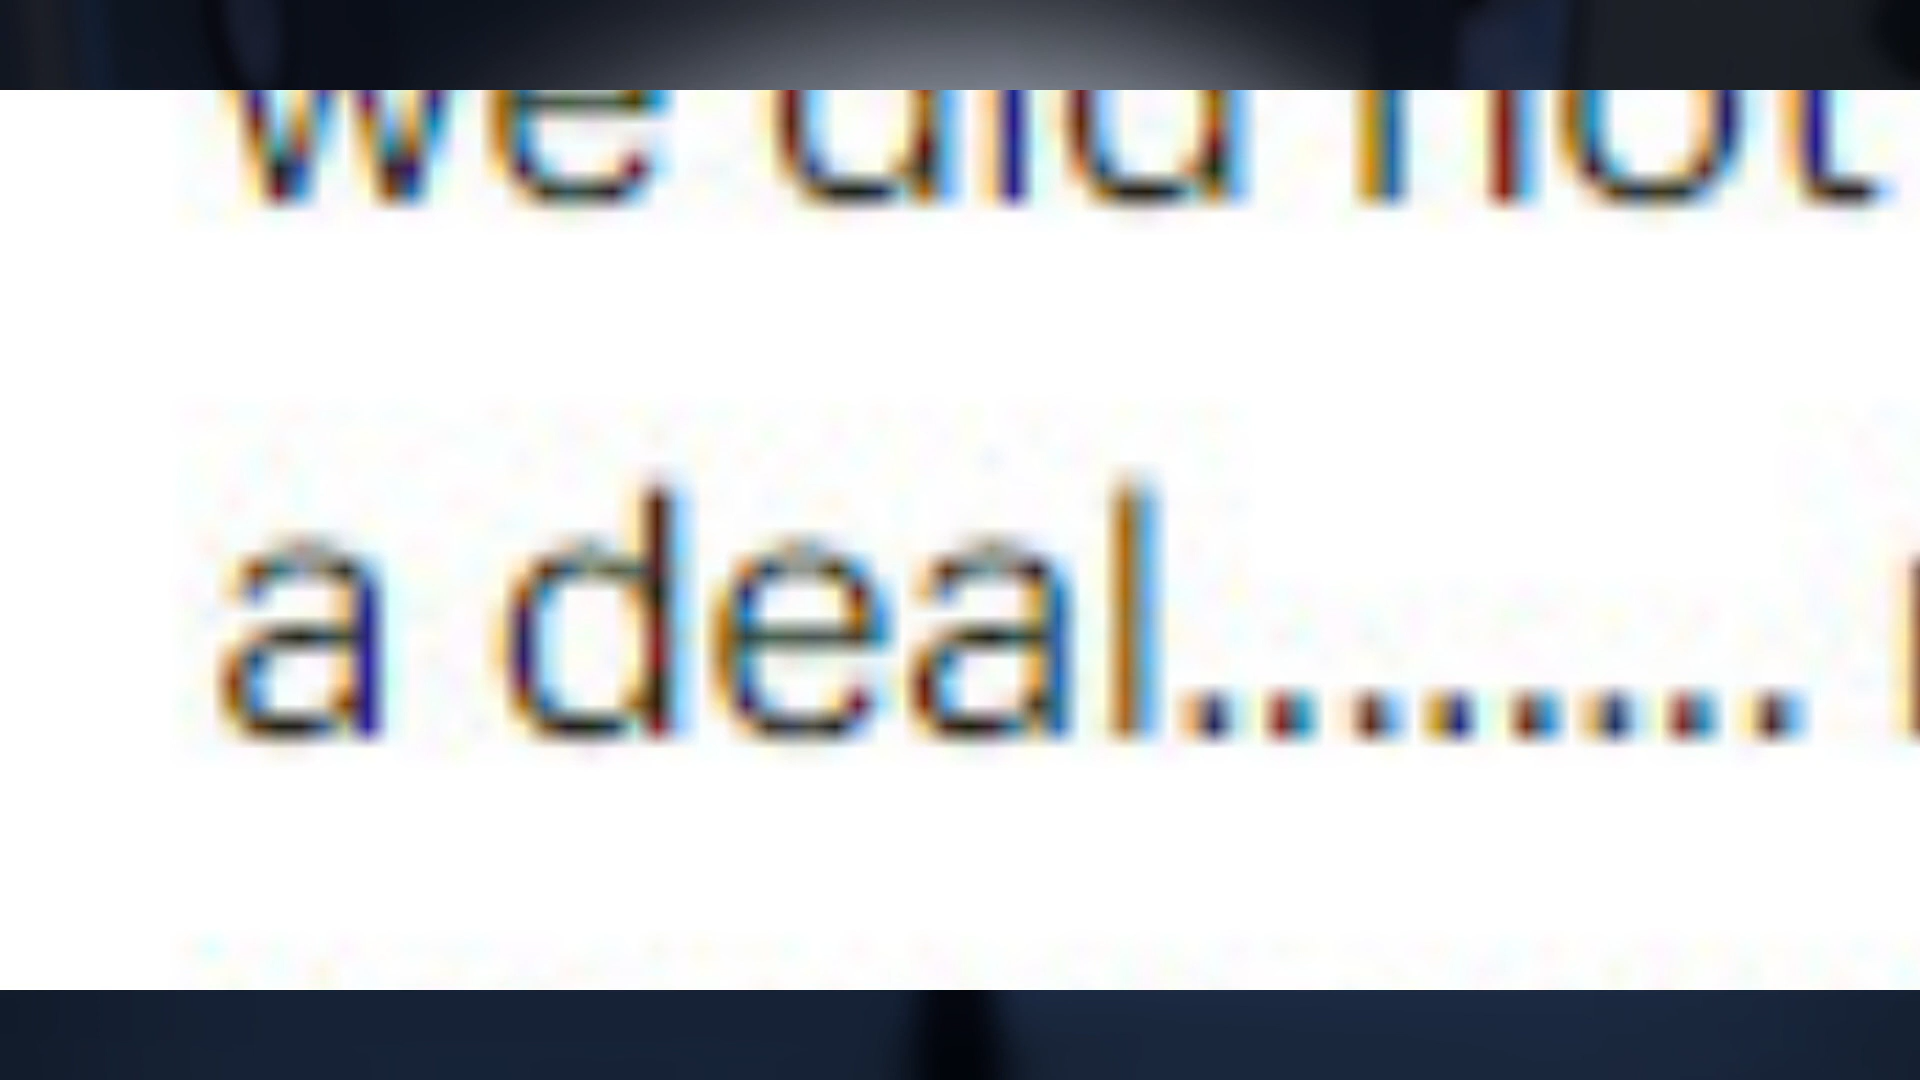 we did not
a deal........